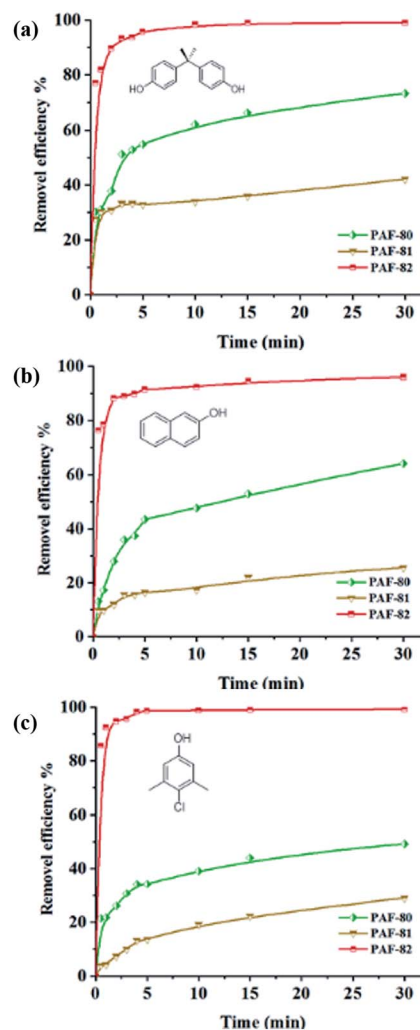 (a)
Removel efficiency %
100
80
60
40
20
0
HO
OH
PAF-80
PAF-81
PAF-82
0 5 10 15 20 25 30
Time (min)
(b)
Removel efficiency %
100
80
60
40
20
0
OH
PAF-80
PAF-81
PAF-82
0 5 10 15 20 25 30
Time (min)
(c)
Removel efficiency %
100
80
60
40
20
0
OH
Cl
PAF-80
PAF-81
PAF-82
0 5 10 15 20 25 30
Time (min)